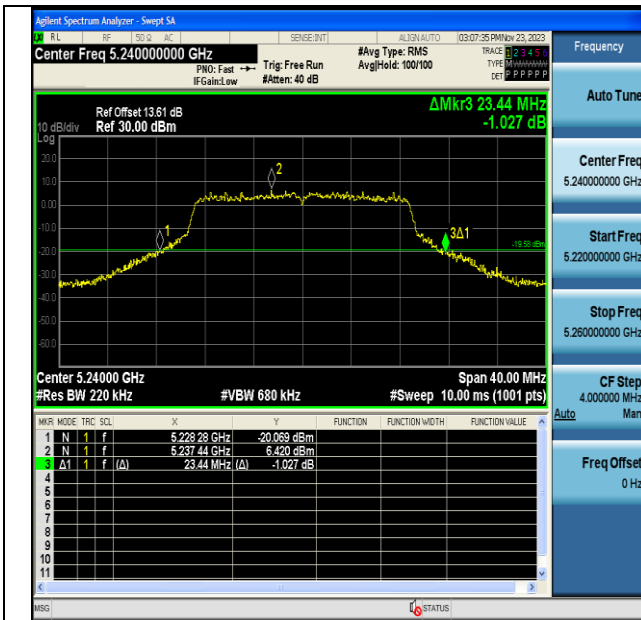 Agilent Spectrum Analyzer - Swept SA
RL RF 50 Ω AC SENSE:INT ALIGN AUTO 03:07:35 PM Nov 23, 2023
Center Freq 5.240000000 GHz #Avg Type: RMS TRACE 1 2 3 4 5 6
PNO: Fast Trig: Free Run Avg|Hold: 100/100 TYPE M
IFGain:Low #Atten: 40 dB DET P P P P P P
Ref Offset 13.61 dB ΔMkr3 23.44 MHz
10 dB/div Ref 30.00 dBm -1.027 dB
Log
20.0
2
10.0
0.00
1 3Δ1
-10.0
-19.58 dBm
-20.0
-30.0
-40.0
-50.0
-60.0
Center 5.24000 GHz Span 40.00 MHz
#Res BW 220 kHz #VBW 680 kHz #Sweep 10.00 ms (1001 pts)
MKR MODE TRC SCL X Y FUNCTION FUNCTION WIDTH FUNCTION VALUE
1 N 1 f 5.228 28 GHz -20.069 dBm
2 N 1 f 5.237 44 GHz 6.420 dBm
3 Δ1 1 f (Δ) 23.44 MHz (Δ) -1.027 dB
4
5
6
7
8
9
10
11
MSG STATUS
Frequency
Auto Tune
Center Freq
5.240000000 GHz
Start Freq
5.220000000 GHz
Stop Freq
5.260000000 GHz
CF Step
4.000000 MHz
Auto Man
Freq Offset
0 Hz